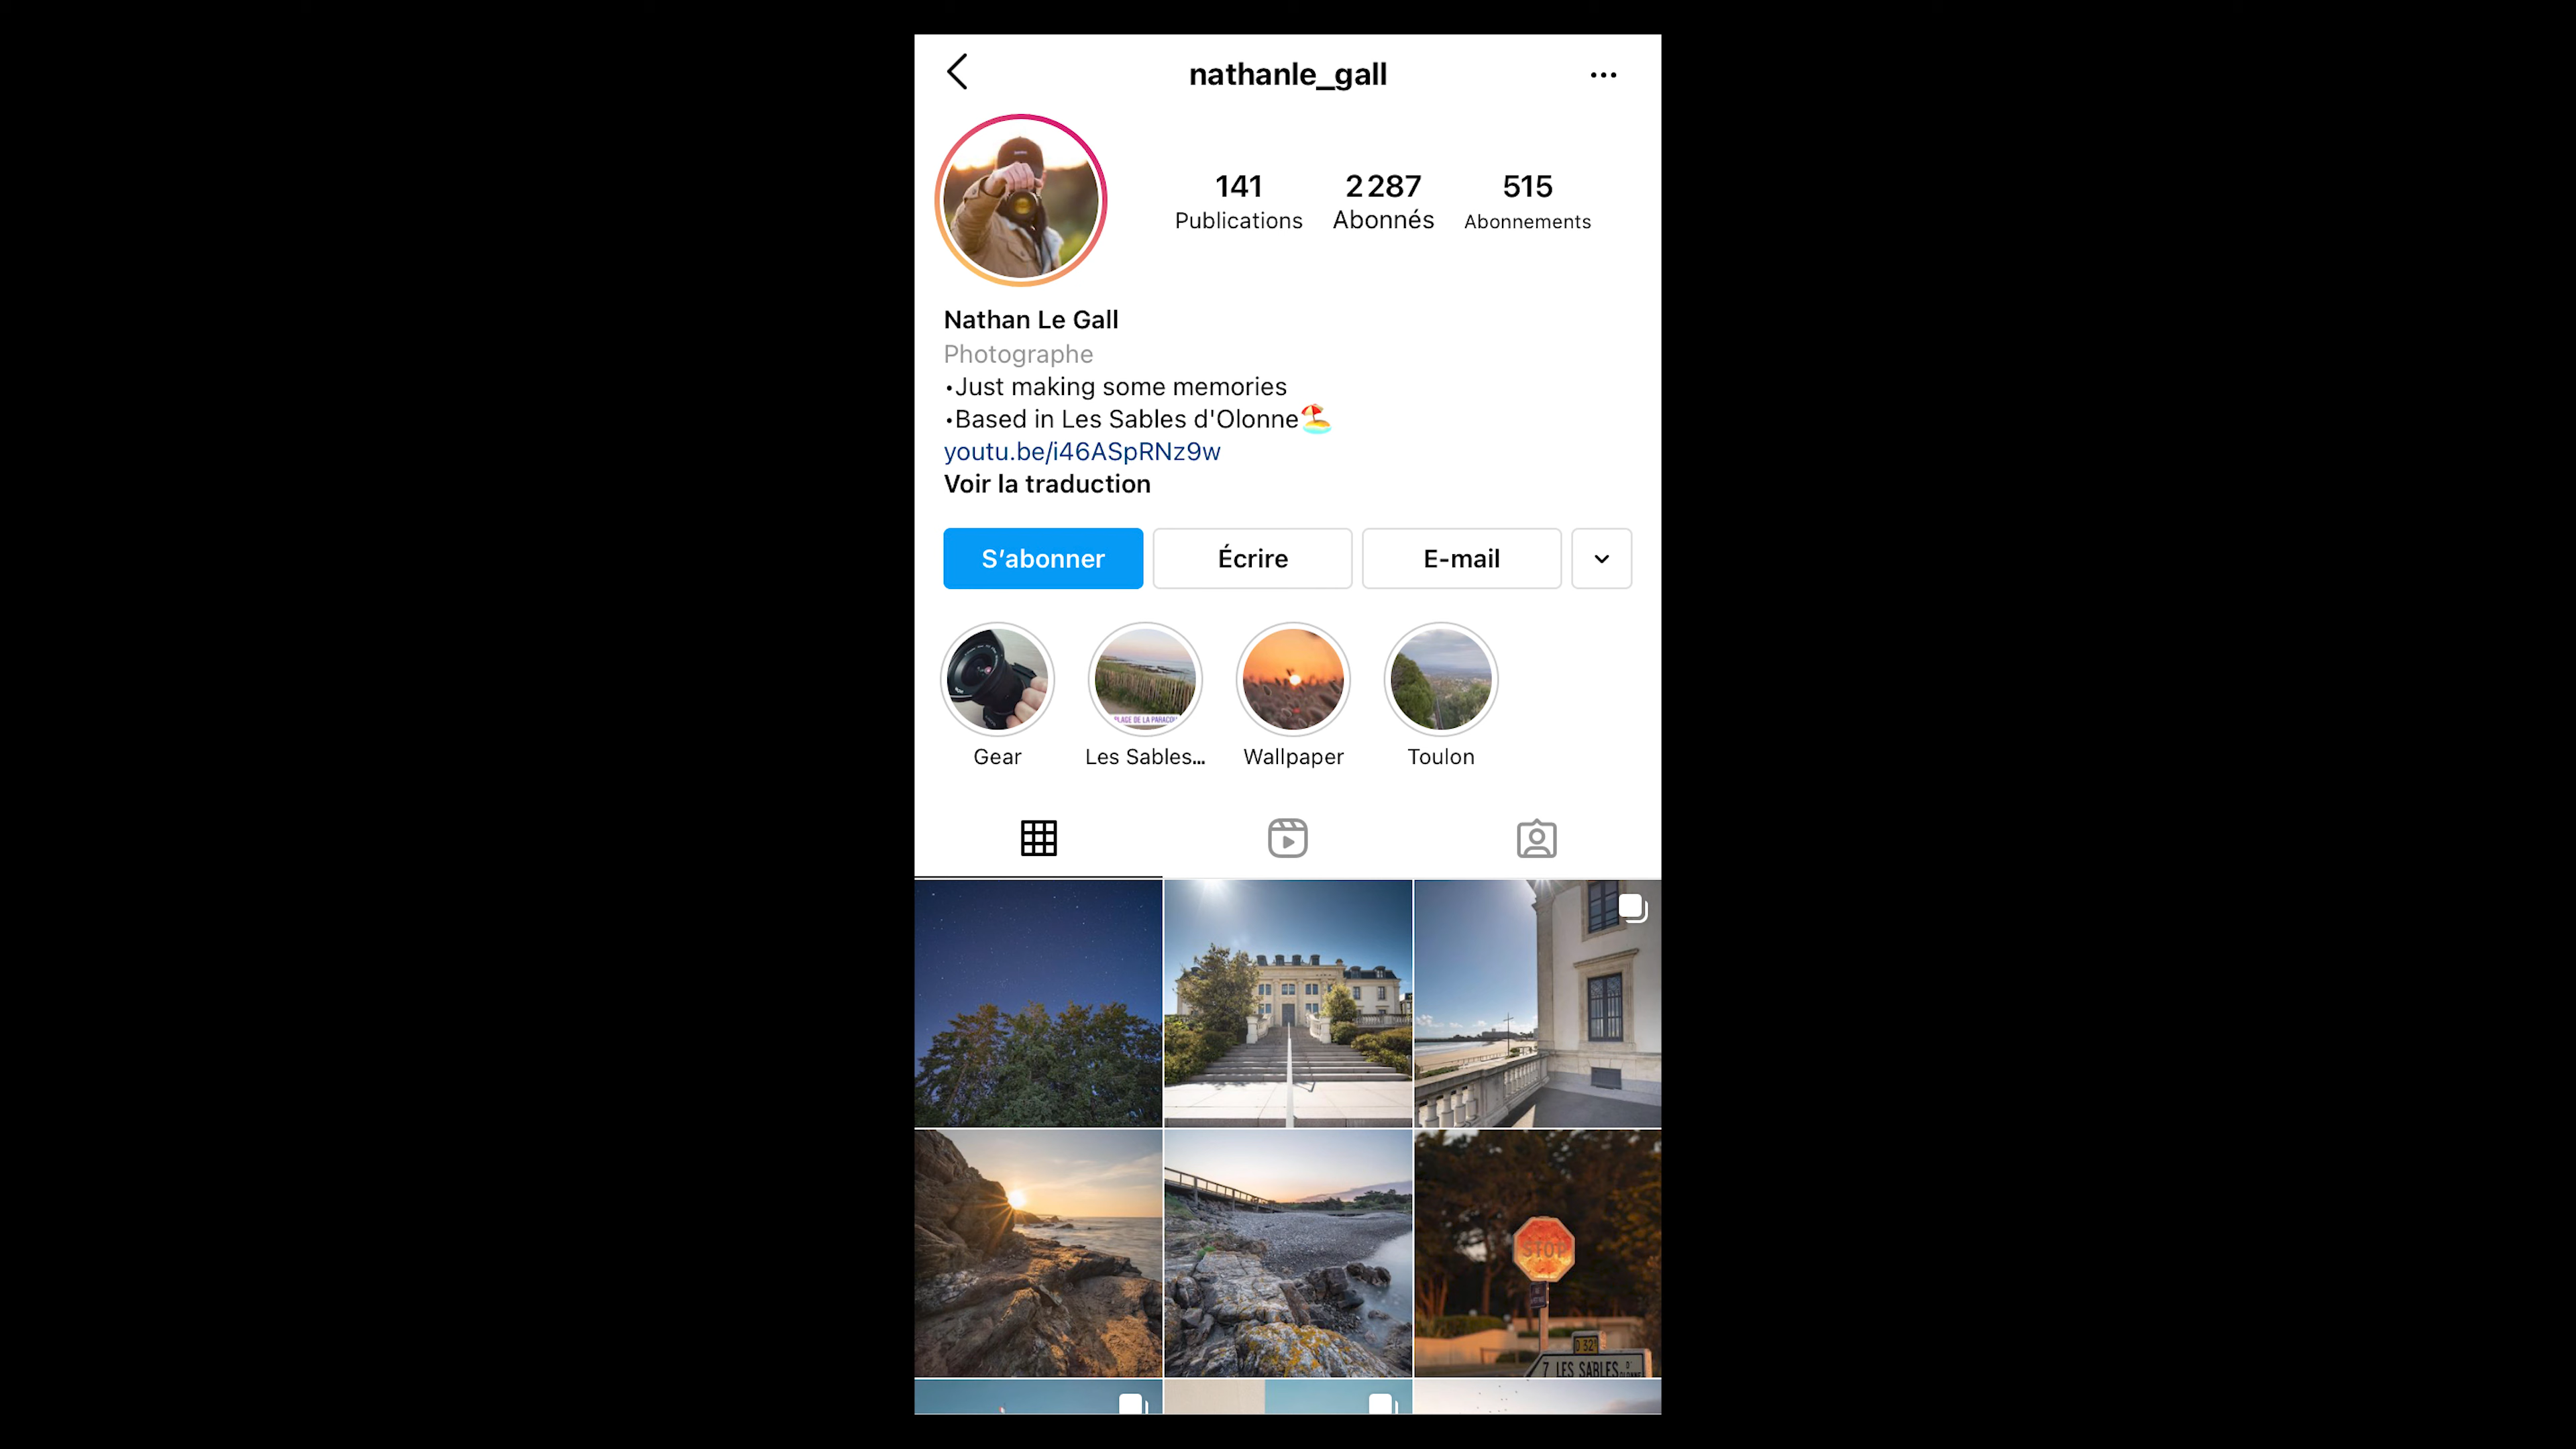 nathanle_gall
141
2 287
515
Publications
Abonnés
Abonnements
Nathan Le Gall
Photographe
•Just making some memories
•Based in Les Sables d'Olonne
youtu.be/i46ASpRNz9w
Voir la traduction
S'abonner
Écrire
E-mail
Gear
Les Sables...
Wallpaper
Toulon
STOP
D 32
7 LES SABLES D'